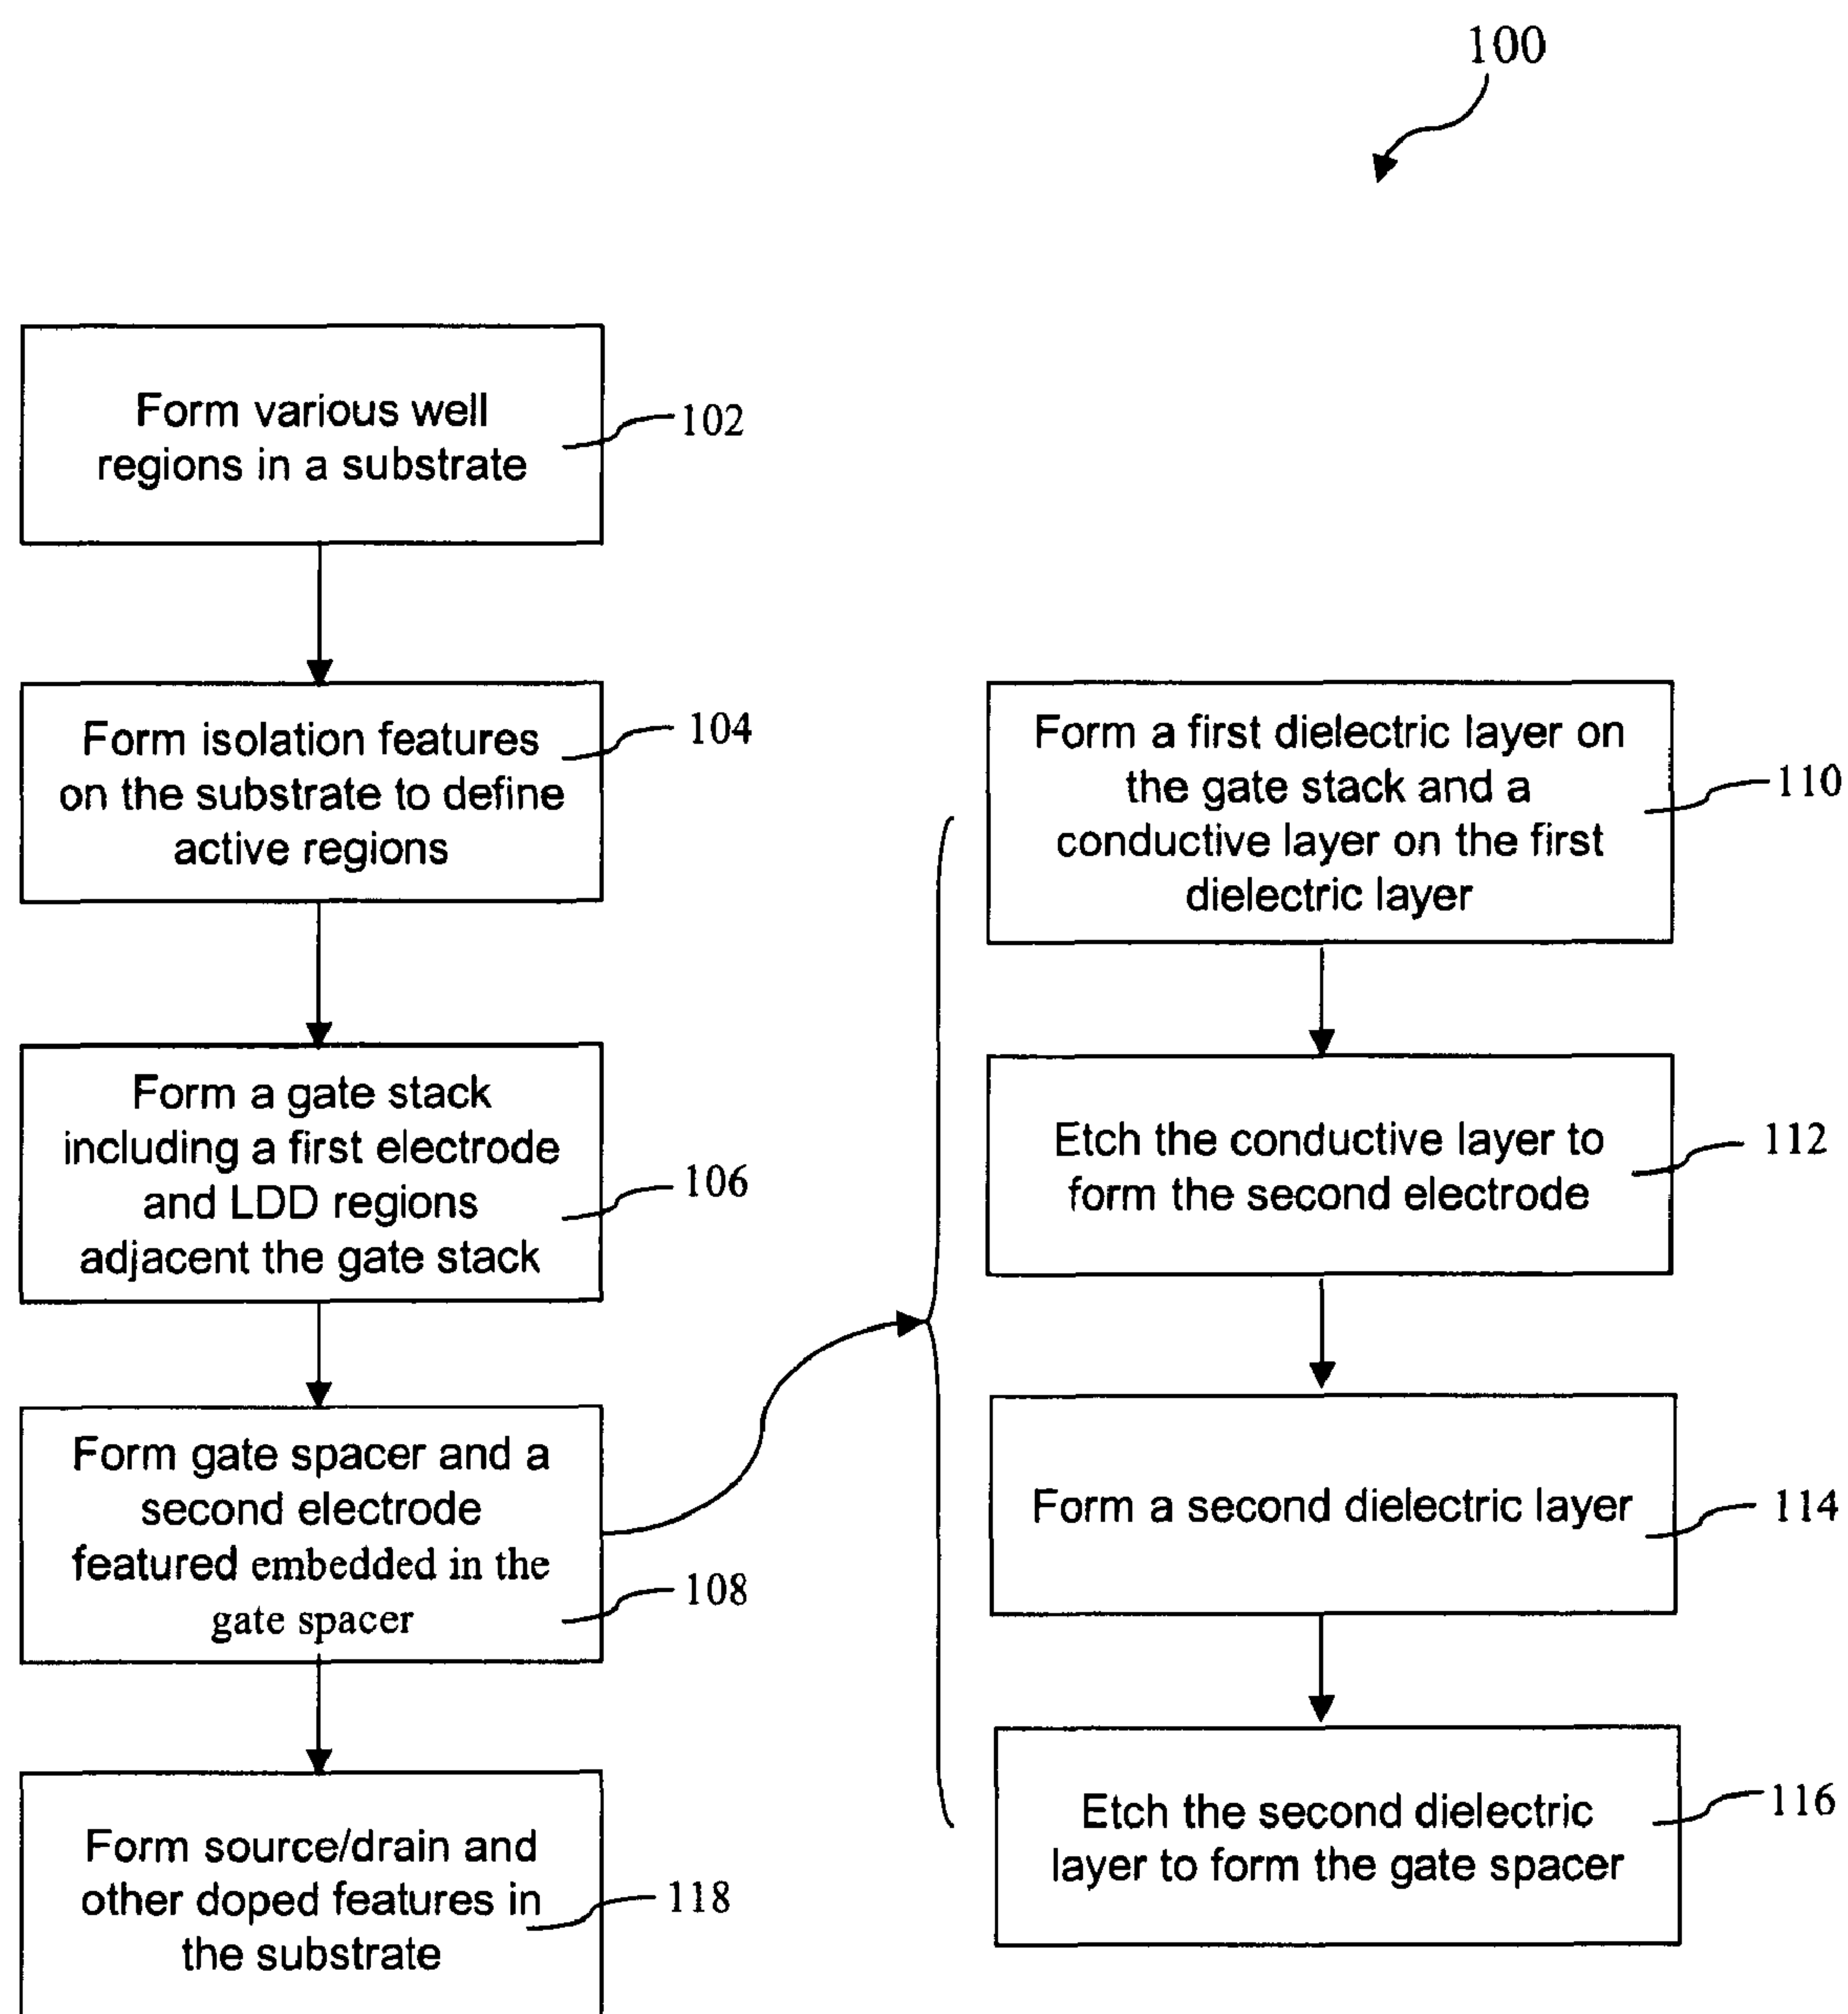 100
Form various well
regions in a substrate
102
Form isolation features
on the substrate to define
active regions
104
Form a gate stack
including a first electrode
and LDD regions
adjacent the gate stack
106
Form gate spacer and a
second electrode
featured embedded in the
gate spacer
108
Form source/drain and
other doped features in
the substrate
118
Form a first dielectric layer on
the gate stack and a
conductive layer on the first
dielectric layer
110
Etch the conductive layer to
form the second electrode
112
Form a second dielectric layer
114
Etch the second dielectric
layer to form the gate spacer
116